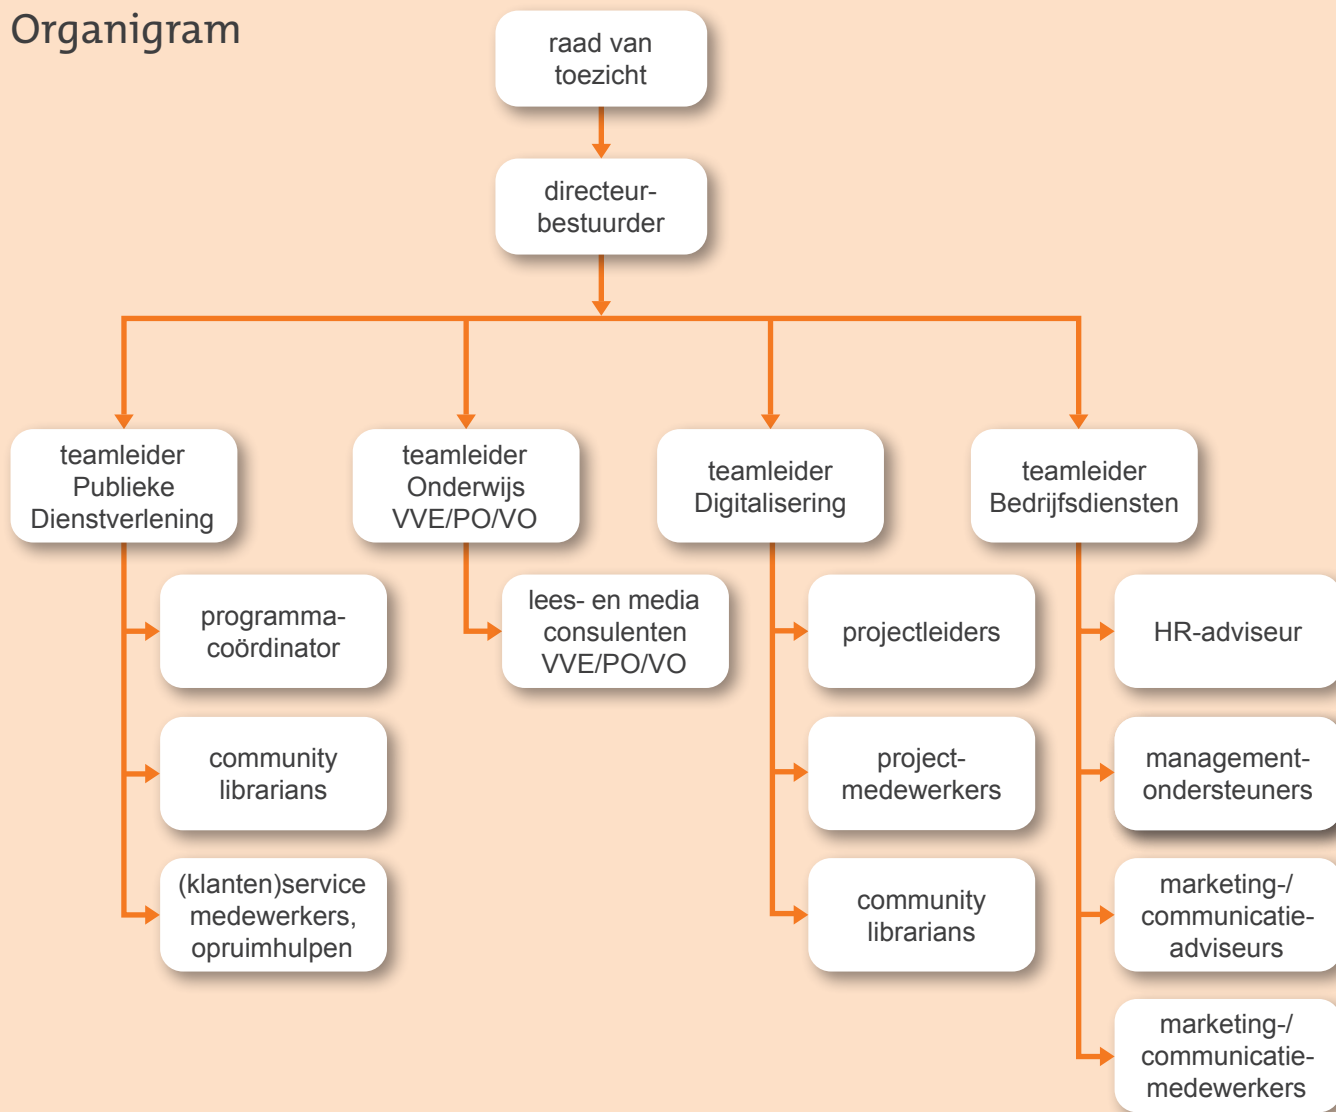 Organigram
raad van
toezicht
directeur-
bestuurder
teamleider
Publieke
Dienstverlening
teamleider
Onderwijs
VVE/PO/VO
teamleider
Digitalisering
teamleider
Bedrijfsdiensten
programma-
coördinator
community
librarians
(klanten)service
medewerkers,
opruimhulpen
lees- en media
consulenten
VVE/PO/VO
projectleiders
project-
medewerkers
community
librarians
HR-adviseur
management-
ondersteuners
marketing-/
communicatie-
adviseurs
marketing-/
communicatie-
medewerkers